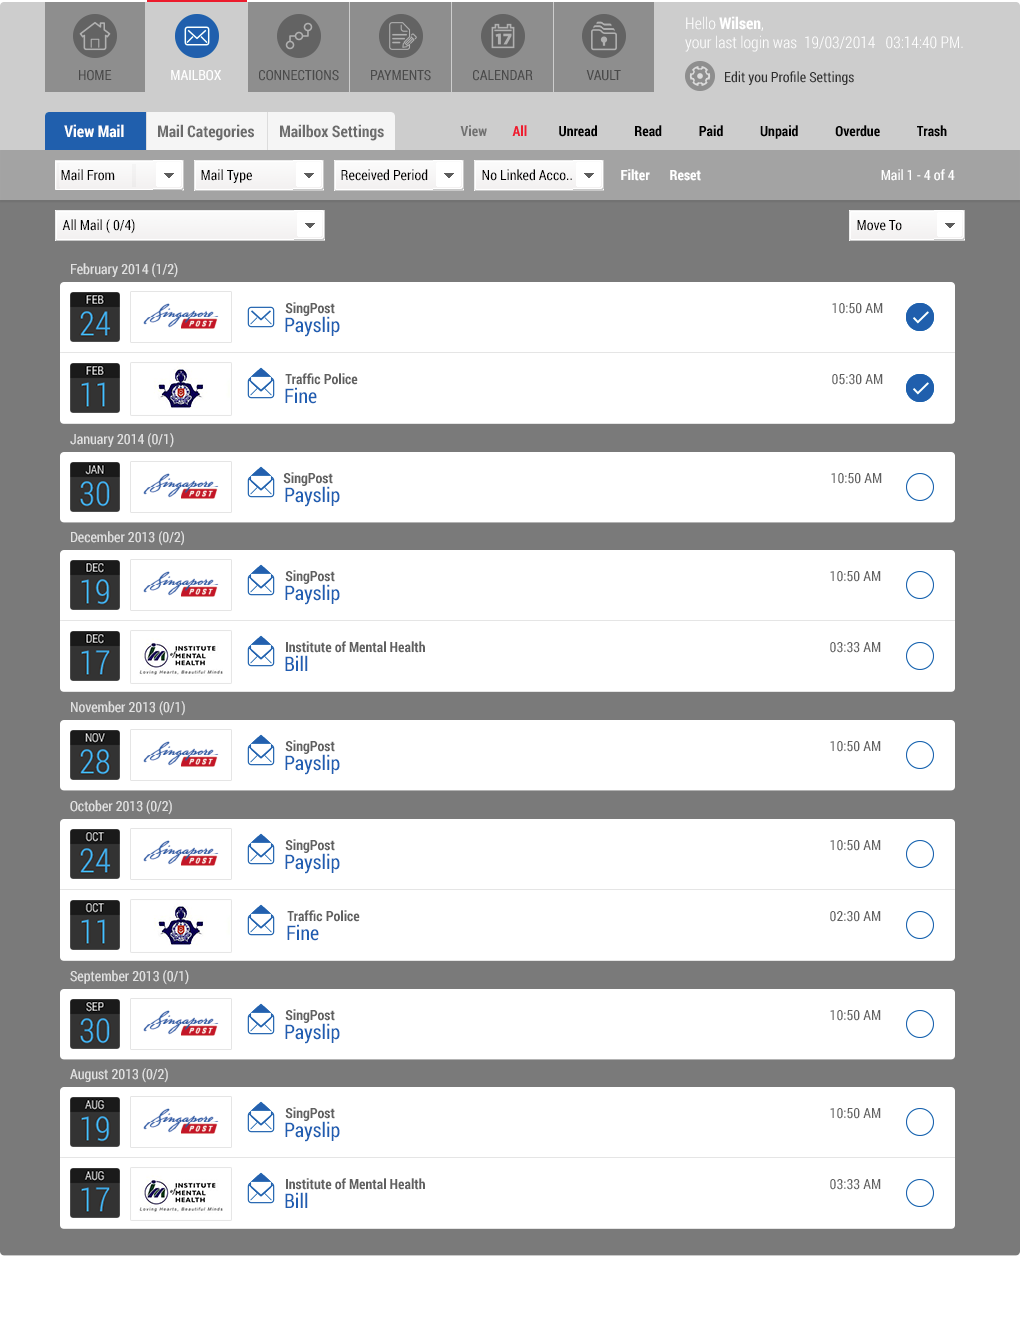 Hello Wilsen,
your last login was 19/03/2014 03:14:40 PM.
17
HOME MAILBOX CONNECTIONS PAYMENTS CALENDAR VAULT
Edit you Profile Settings
View Mail Mail Categories Mailbox Settings View All Unread Read Paid Unpaid Overdue Trash
Mail From Mail Type Received Period No Linked Acco.. Filter Reset Mail 1 - 4 of 4
All Mail ( 0/4) Move To
February 2014 (1/2)
FEB
24
Singapore
POST
SingPost
Payslip
10:50 AM
FEB
11
Traffic Police
Fine
05:30 AM
January 2014 (0/1)
JAN
30
Singapore
POST
SingPost
Payslip
10:50 AM
December 2013 (0/2)
DEC
19
Singapore
POST
SingPost
Payslip
10:50 AM
DEC
17
im INSTITUTE
of MENTAL
HEALTH
Loving Hearts, Beautiful Minds
Institute of Mental Health
Bill
03:33 AM
November 2013 (0/1)
NOV
28
Singapore
POST
SingPost
Payslip
10:50 AM
October 2013 (0/2)
OCT
24
Singapore
POST
SingPost
Payslip
10:50 AM
OCT
11
Traffic Police
Fine
02:30 AM
September 2013 (0/1)
SEP
30
Singapore
POST
SingPost
Payslip
10:50 AM
August 2013 (0/2)
AUG
19
Singapore
POST
SingPost
Payslip
10:50 AM
AUG
17
im INSTITUTE
of MENTAL
HEALTH
Loving Hearts, Beautiful Minds
Institute of Mental Health
Bill
03:33 AM